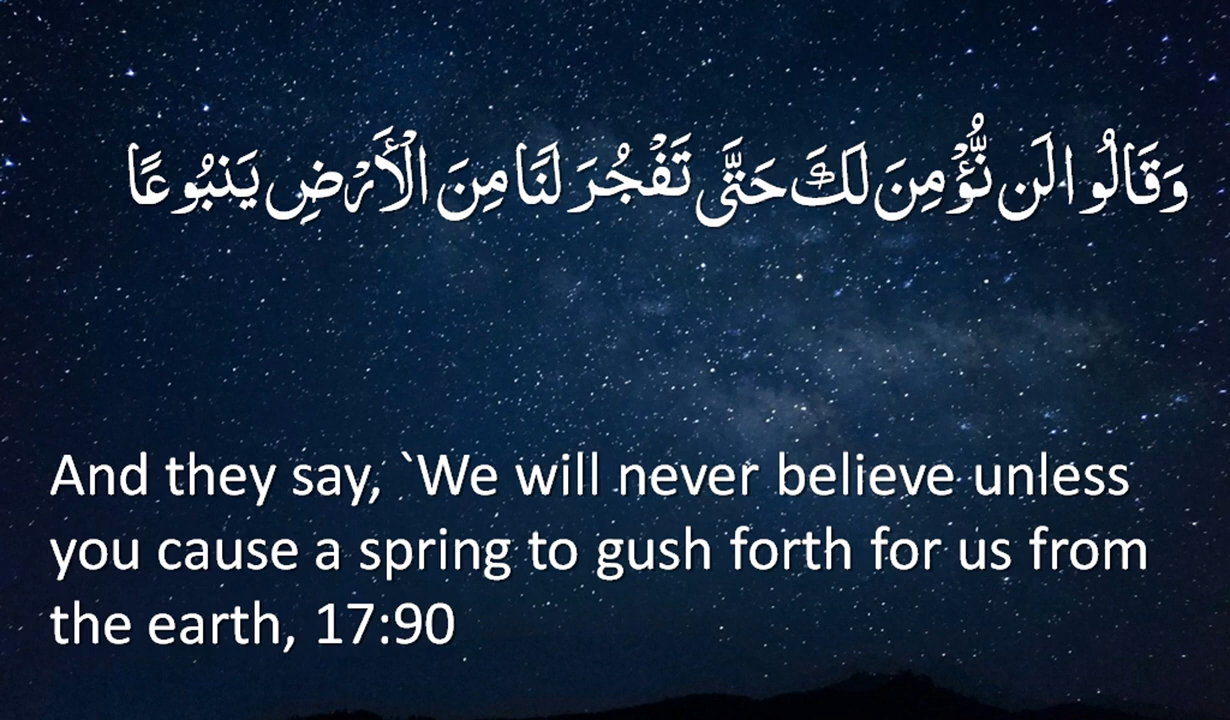 وَقَالُوا لَن نُّؤْمِنَ لَكَ حَتَّى تَفْجُرَ لَنَا مِنَ الْأَرْضِ يَنبُوعًا
And they say, `We will never believe unless
you cause a spring to gush forth for us from
the earth, 17:90